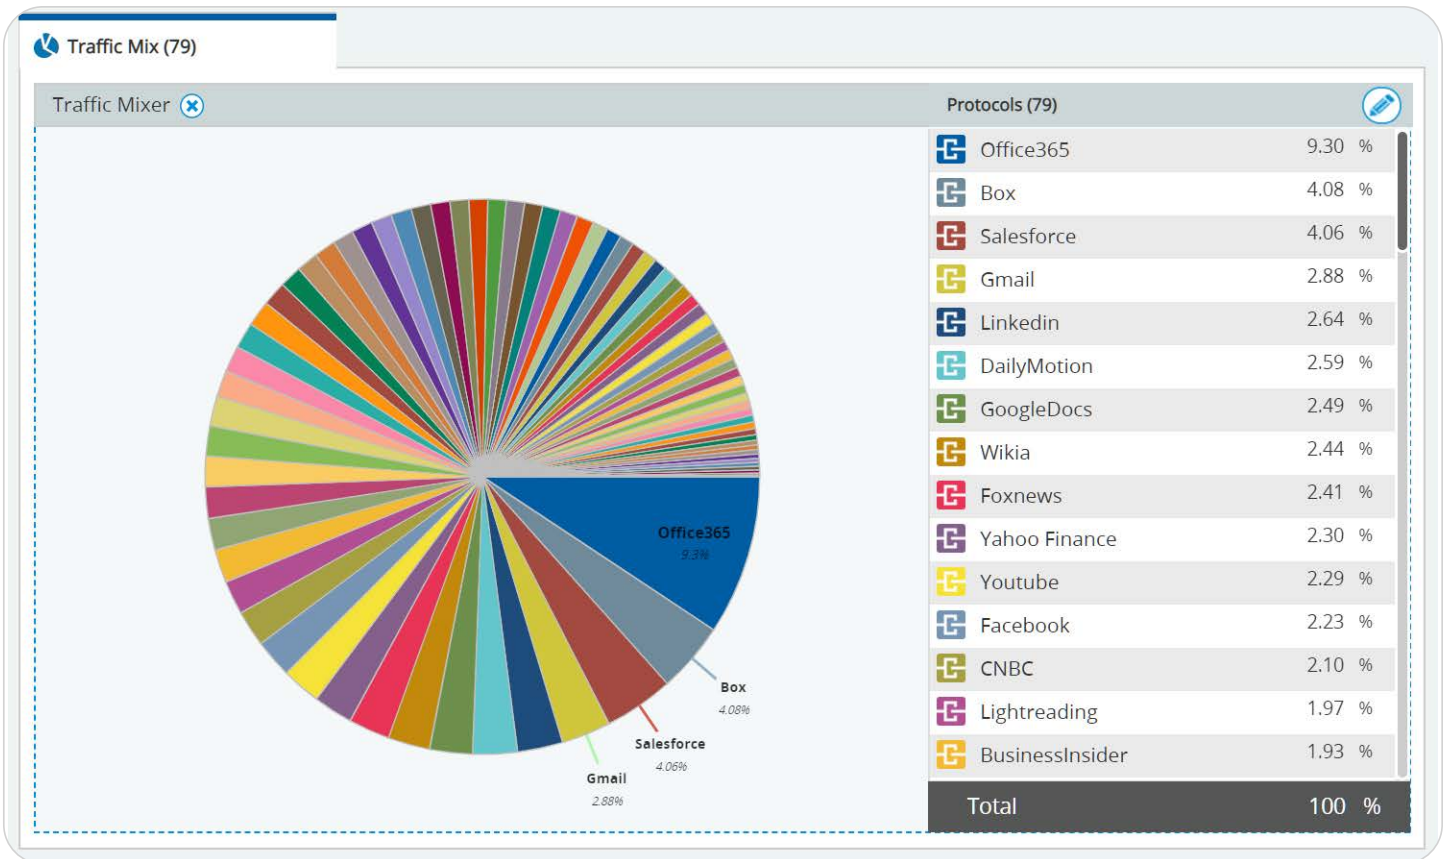 Traffic Mix (79)
Traffic Mixer
Protocols (79)
Office365 9.30 %
Box 4.08 %
Salesforce 4.06 %
Gmail 2.88 %
Linkedin 2.64 %
DailyMotion 2.59 %
GoogleDocs 2.49 %
Wikia 2.44 %
Foxnews 2.41 %
Yahoo Finance 2.30 %
Youtube 2.29 %
Facebook 2.23 %
CNBC 2.10 %
Lightreading 1.97 %
BusinessInsider 1.93 %
Total 100 %
Office365
9.3%
Box
4.08%
Salesforce
4.06%
Gmail
2.88%